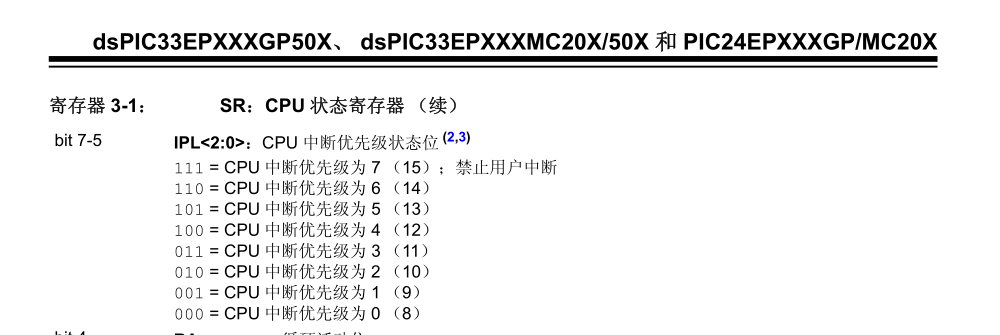 dsPIC33EPXXXGP50X、 dsPIC33EPXXXMC20X/50X 和 PIC24EPXXXGP/MC20X
寄存器 3-1： SR：CPU 状态寄存器 （续）
bit 7-5 IPL<2:0>：CPU 中断优先级状态位 (2,3)
111 = CPU 中断优先级为 7 （15）；禁止用户中断
110 = CPU 中断优先级为 6 （14）
101 = CPU 中断优先级为 5 （13）
100 = CPU 中断优先级为 4 （12）
011 = CPU 中断优先级为 3 （11）
010 = CPU 中断优先级为 2 （10）
001 = CPU 中断优先级为 1 （9）
000 = CPU 中断优先级为 0 （8）